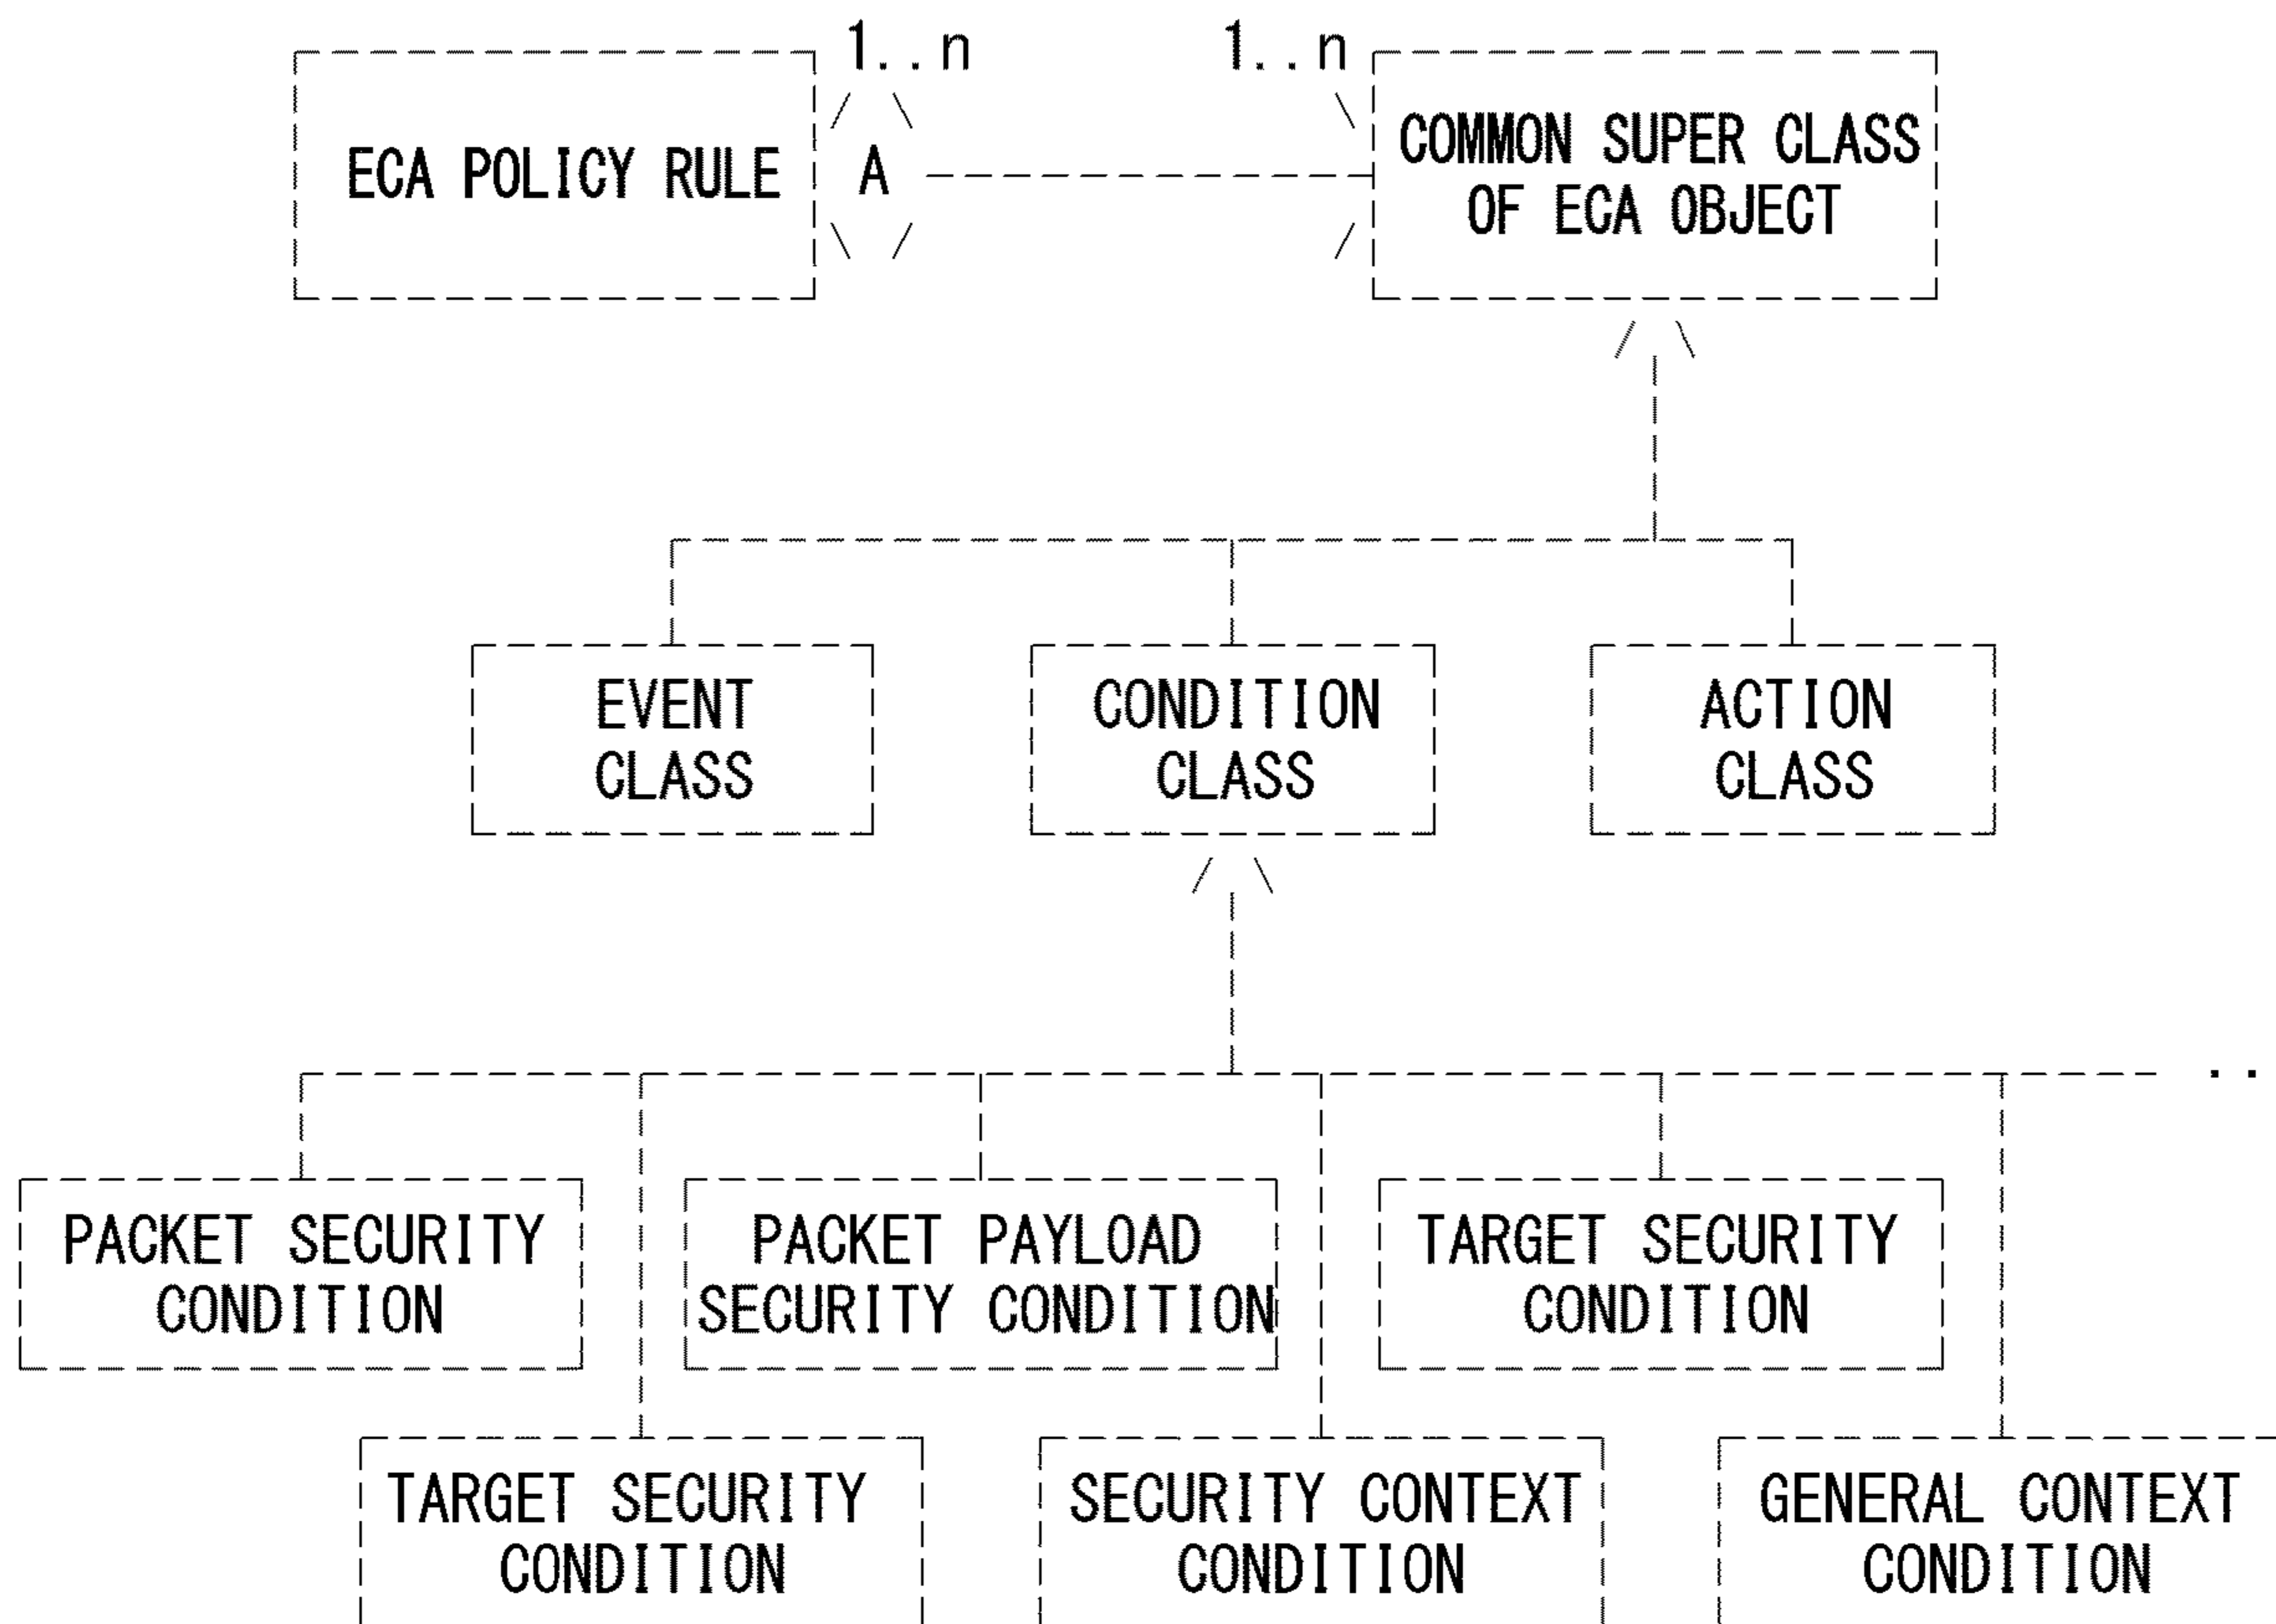 1..n
1..n
ECA POLICY RULE
A
COMMON SUPER CLASS
OF ECA OBJECT
EVENT
CLASS
CONDITION
CLASS
ACTION
CLASS
..
PACKET SECURITY
CONDITION
PACKET PAYLOAD
SECURITY CONDITION
TARGET SECURITY
CONDITION
TARGET SECURITY
CONDITION
SECURITY CONTEXT
CONDITION
GENERAL CONTEXT
CONDITION